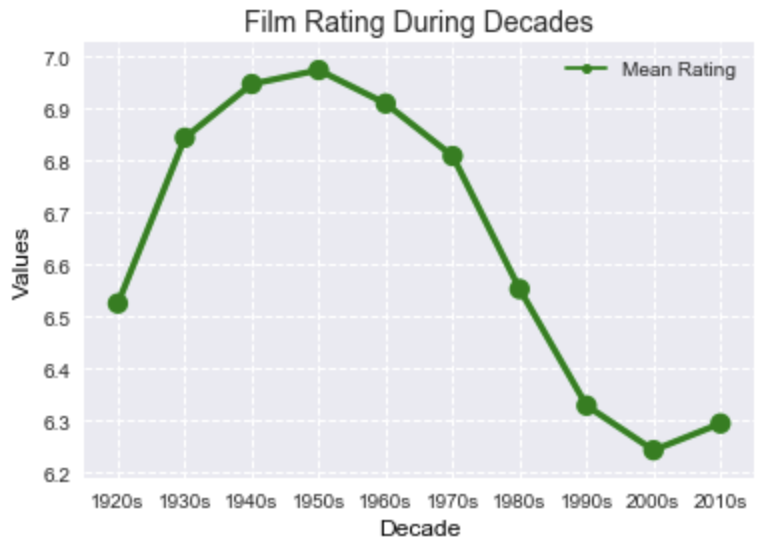 Film Rating During Decades
Mean Rating
7.0
6.9
6.8
6.7
6.6
6.5
6.4
6.3
6.2
Values
1920s 1930s 1940s 1950s 1960s 1970s 1980s 1990s 2000s 2010s
Decade